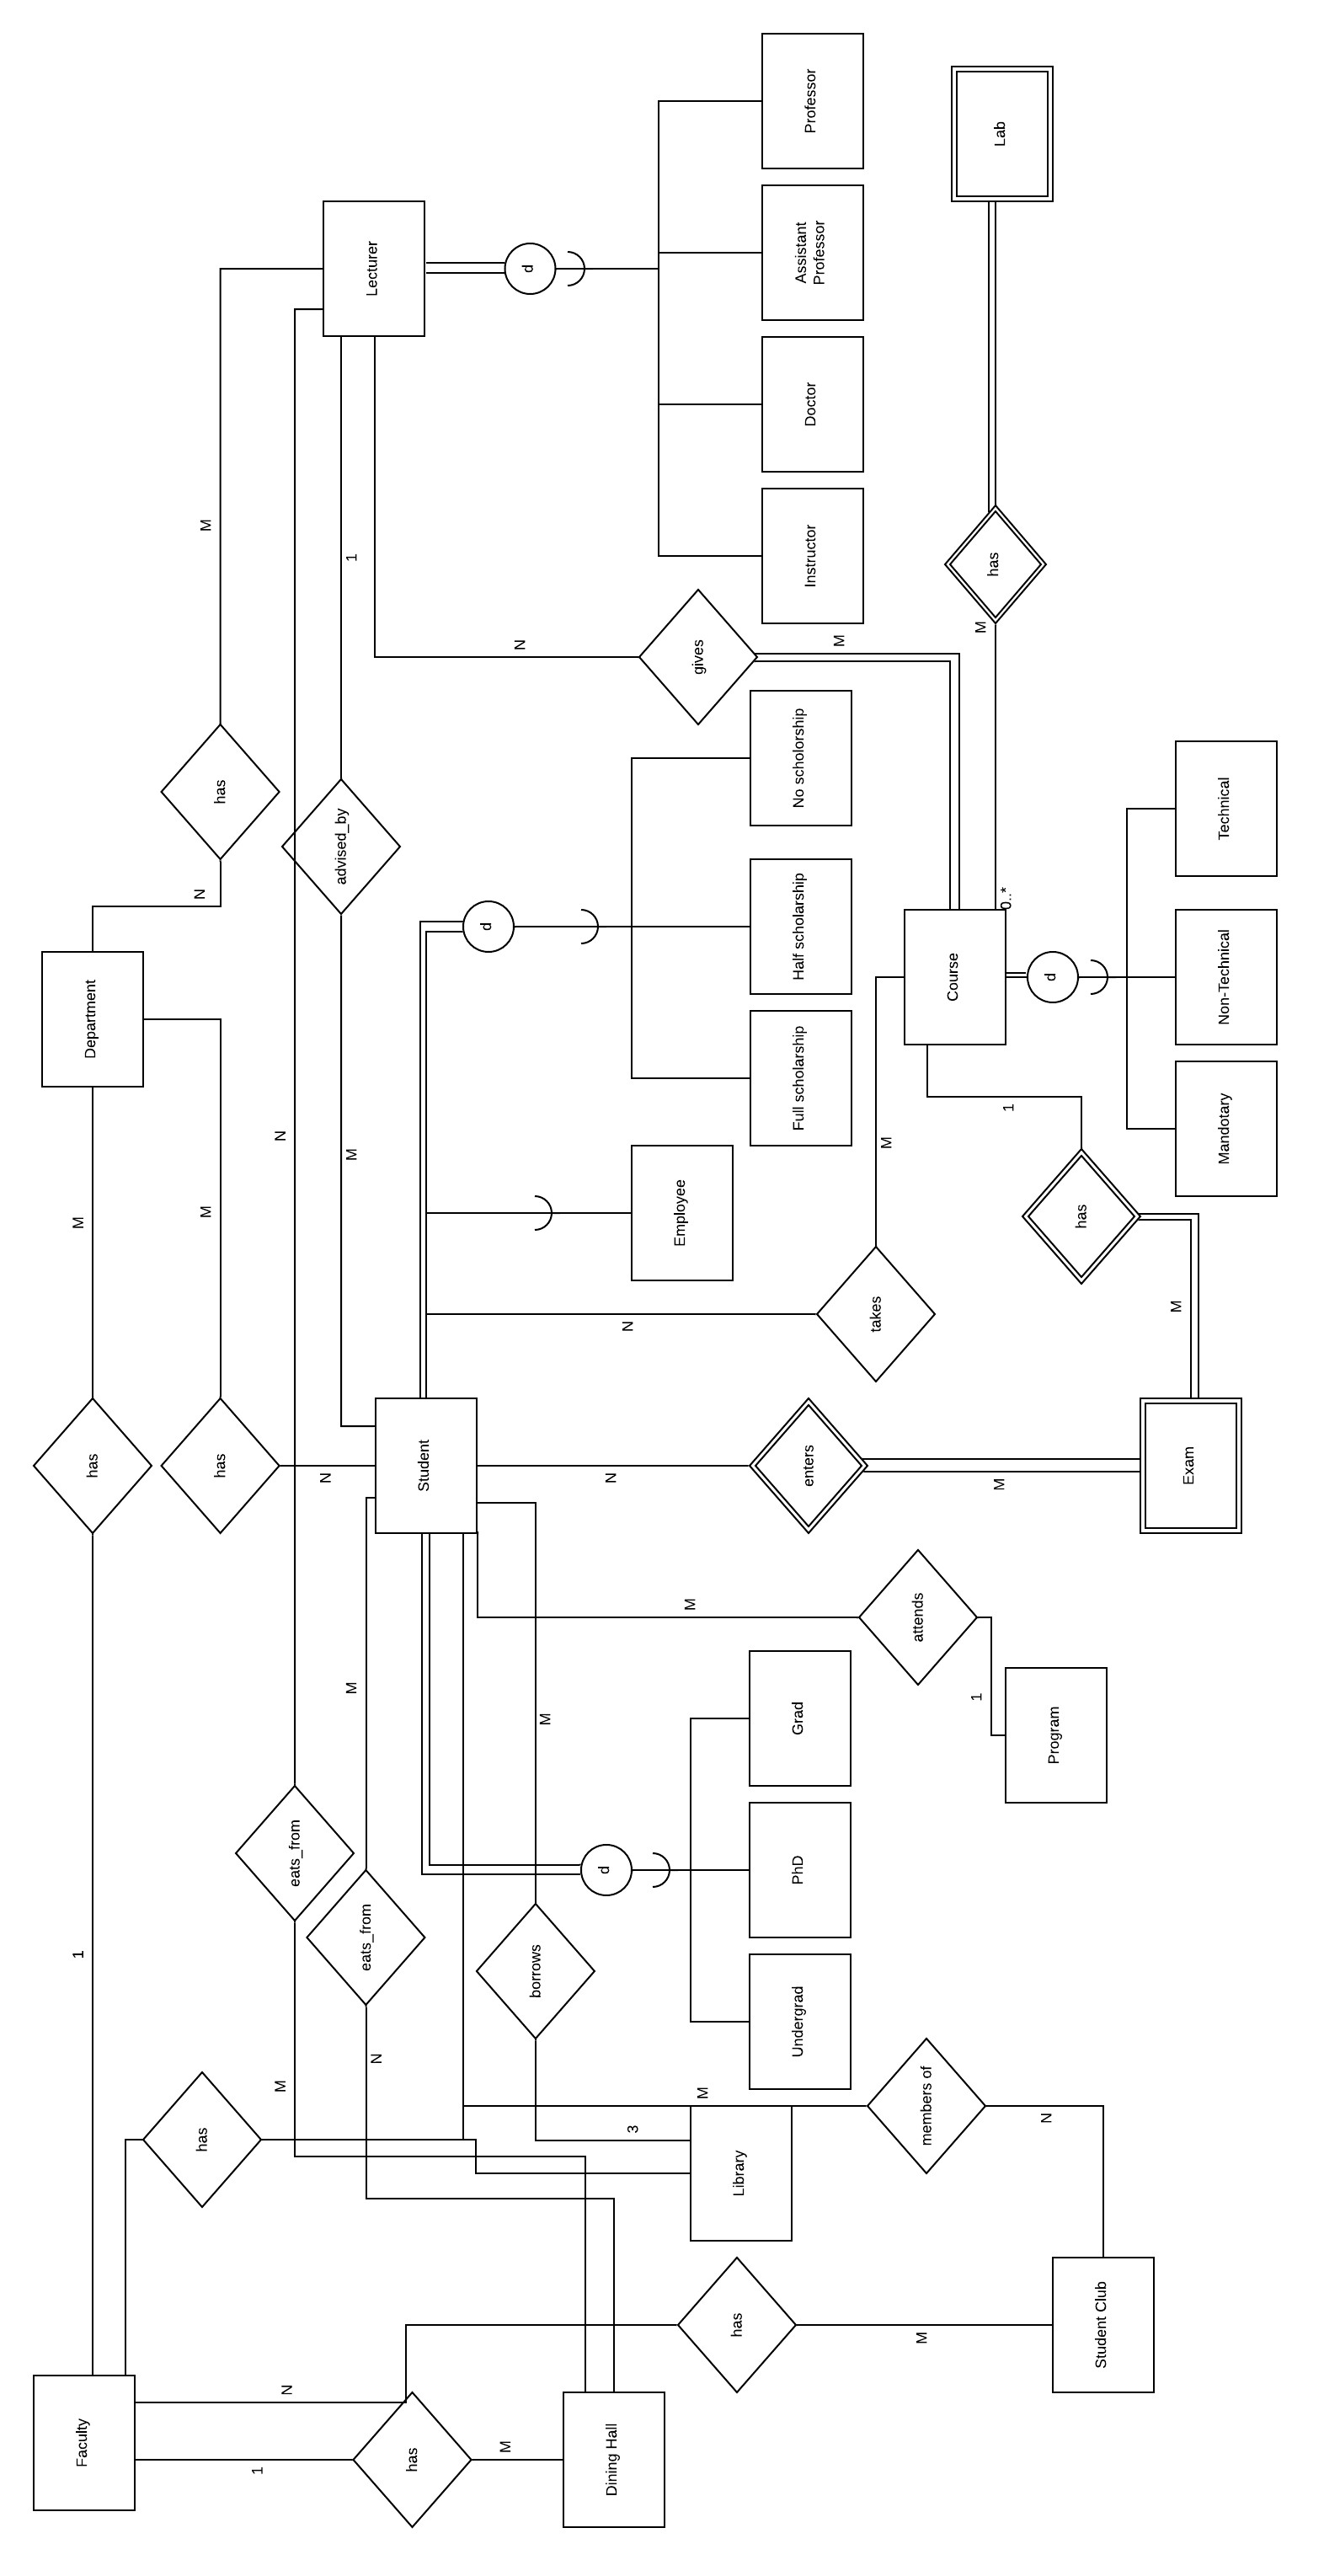 Faculty
1
has
M
Dining Hall
N
has
M
Student Club
has
Library
1
has
M
Department
M
has
N
Student
N
has
M
Lecturer
N
eats_from
M
M
eats_from
N
M
advised_by
1
M
borrows
3
M
members of
N
d
Undergrad
PhD
Grad
M
attends
1
Program
N
enters
M
Exam
N
takes
M
Employee
d
Full scholarship
Half scholarship
No scholorship
N
gives
M
Course
1
has
M
d
Mandotary
Non-Technical
Technical
0..*
M
has
Lab
d
Instructor
Doctor
Assistant
Professor
Professor